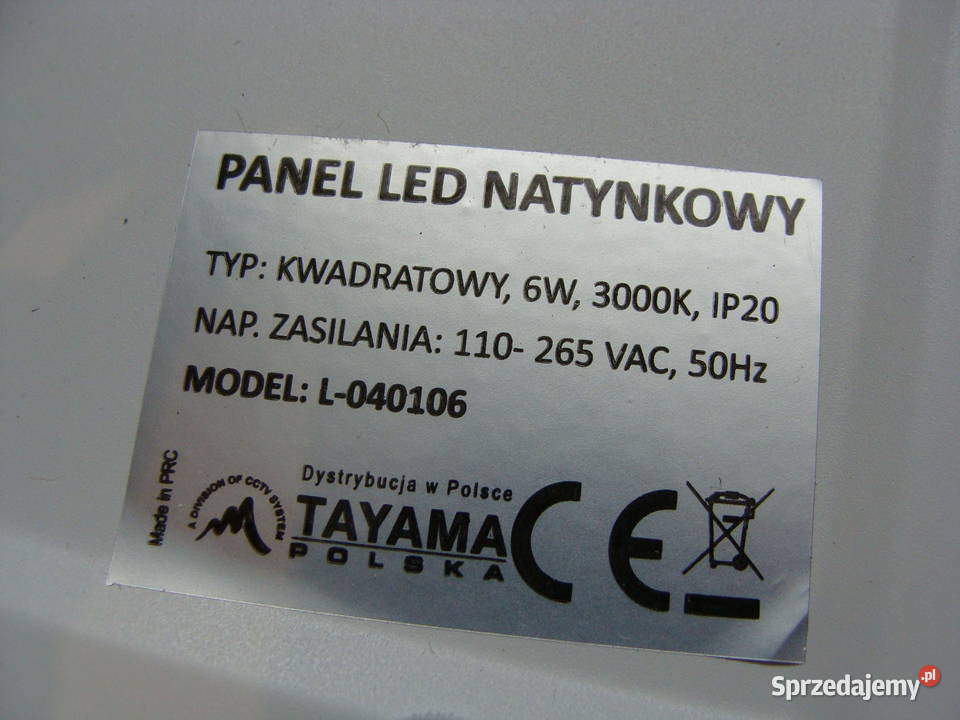 PANEL LED NATYNKOWY
TYP: KWADRATOWY, 6W, 3000K, IP20
NAP. ZASILANIA: 110- 265 VAC, 50Hz
MODEL: L-040106
Made in PRC
A DIVISION OF CCTV SYSTEM
Dystrybucja w Polsce
TAYAMA
POLSKA
CE
Sprzedajemy.pl